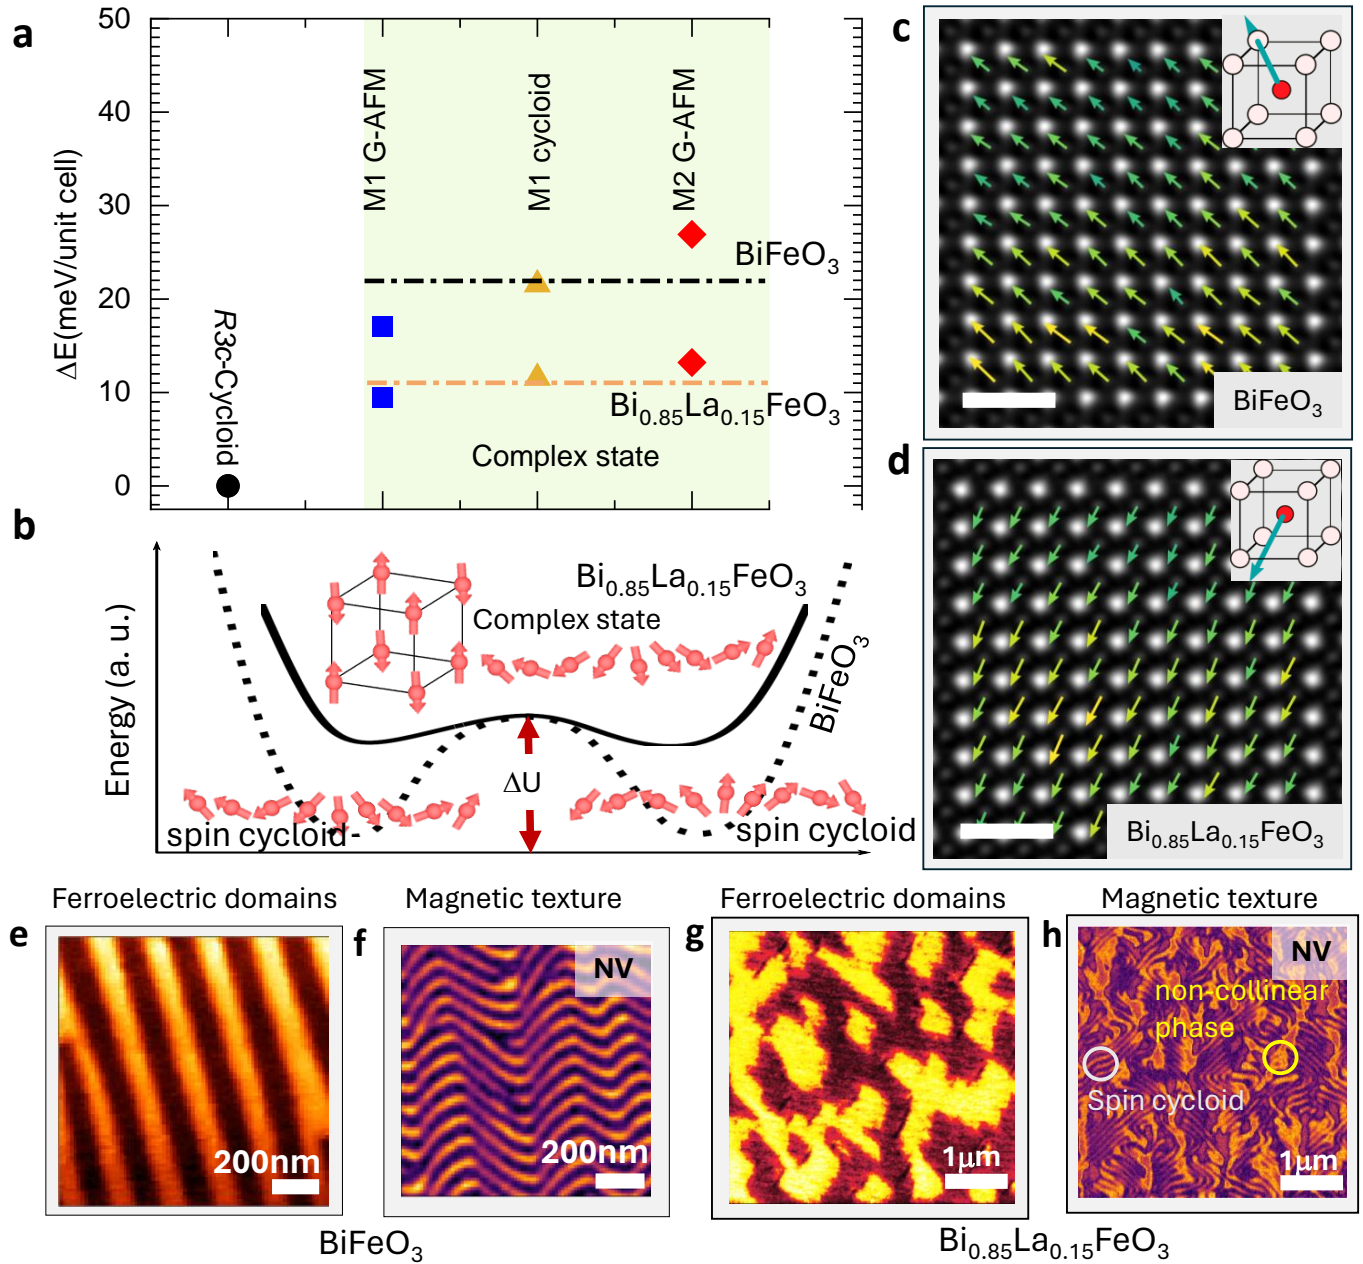 a
50
40
30
20
10
0
ΔE(meV/unit cell)
R3c-Cycloid
M1 G-AFM
M1 cycloid
M2 G-AFM
BiFeO3
Bi0.85La0.15FeO3
Complex state
b
Energy (a. u.)
Bi0.85La0.15FeO3
Complex state
BiFeO3
ΔU
spin cycloid
spin cycloid
c
BiFeO3
d
Bi0.85La0.15FeO3
Ferroelectric domains
Magnetic texture
Ferroelectric domains
Magnetic texture
e
200nm
f
NV
200nm
g
1μm
h
NV
non-collinear
phase
Spin cycloid
1μm
BiFeO3
Bi0.85La0.15FeO3